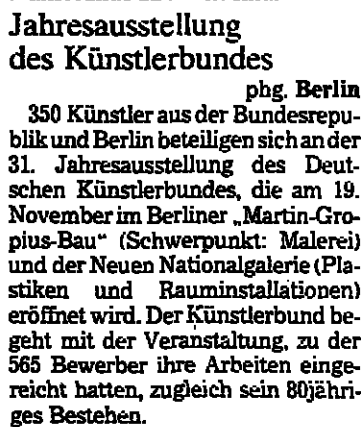 Jahresausstellung
des Künstlerbundes
phg. Berlin
350 Künstler aus der Bundesrepu-
blik und Berlin beteiligen sich an der
31. Jahresausstellung des Deut-
schen Künstlerbundes, die am 19.
November im Berliner „Martin-Gro-
pius-Bau“ (Schwerpunkt: Malerei)
und der Neuen Nationalgalerie (Pla-
stiken und Rauminstallationen)
eröffnet wird. Der Künstlerbund be-
geht mit der Veranstaltung, zu der
565 Bewerber ihre Arbeiten einge-
reicht hatten, zugleich sein 80jähri-
ges Bestehen.